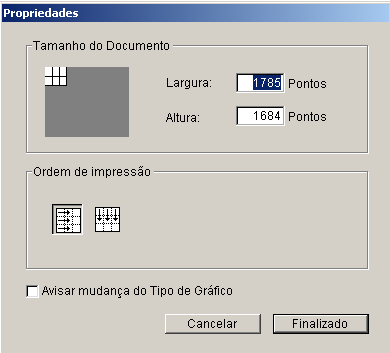 Propriedades
Tamanho do Documento
Largura: 1785 Pontos
Altura: 1684 Pontos
Ordem de impressão
Avisar mudança do Tipo de Gráfico
Cancelar Finalizado